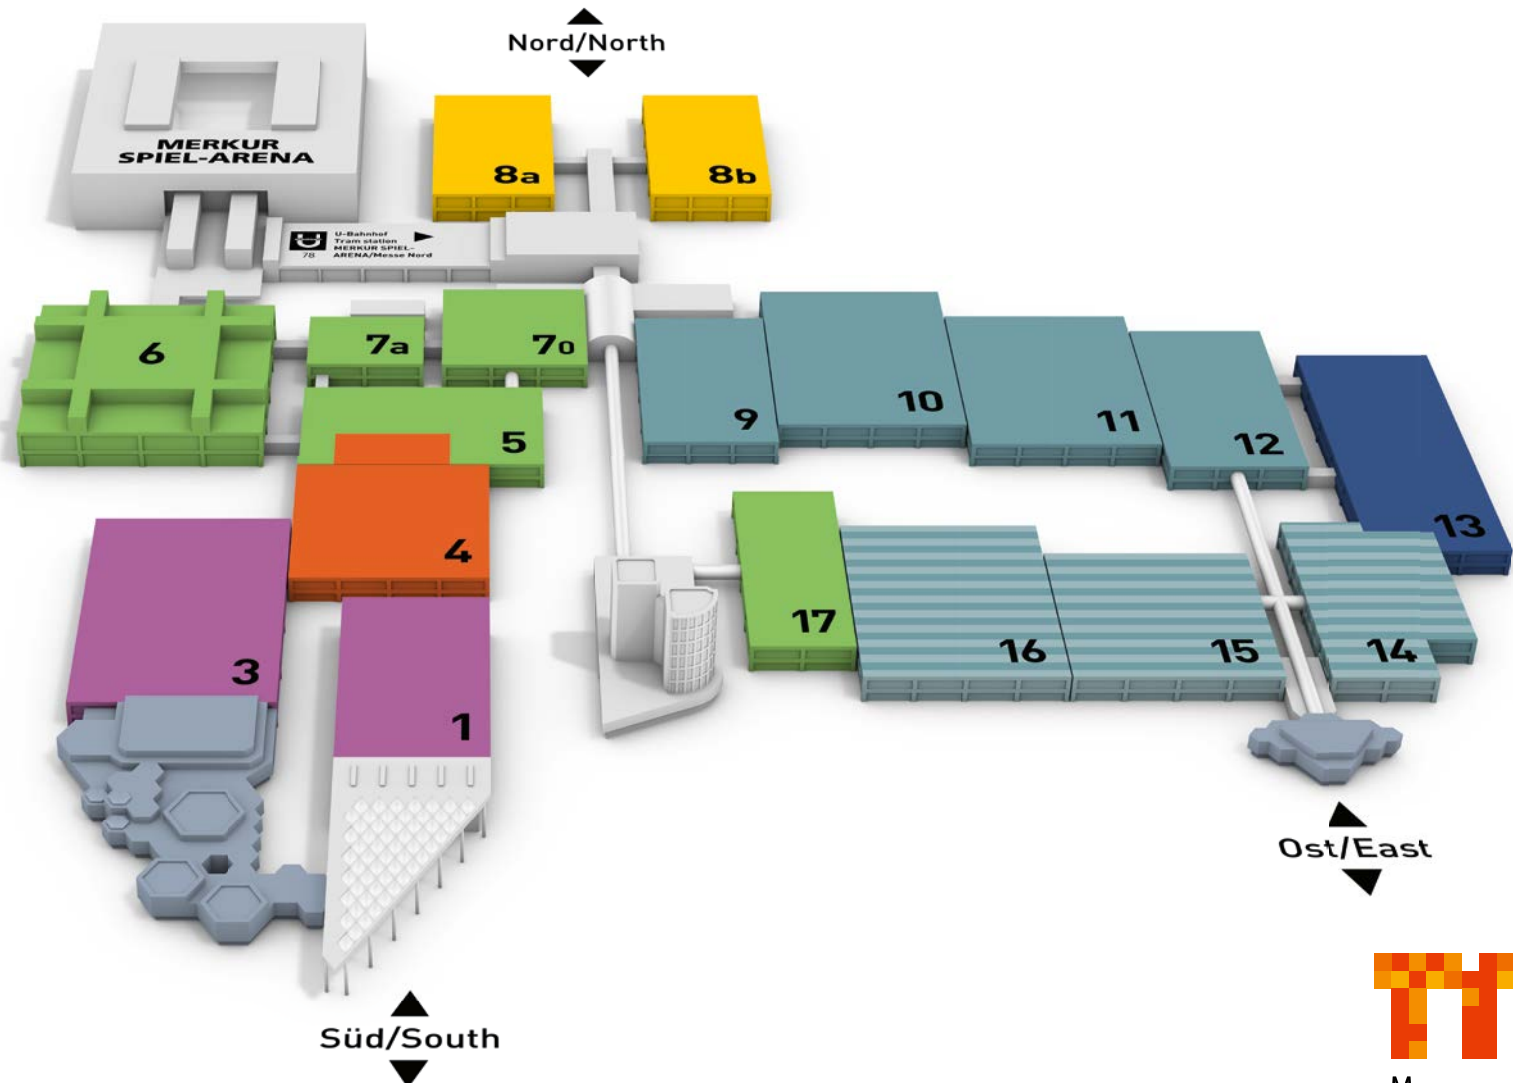 Nord/North
MERKUR
SPIEL-ARENA
8a
8b
U-Bahnhof
Tram station
MERKUR SPIEL-
ARENA/Messe Nord
78
6
7a
70
9
10
11
12
13
5
4
3
1
17
16
15
14
Ost/East
Süd/South